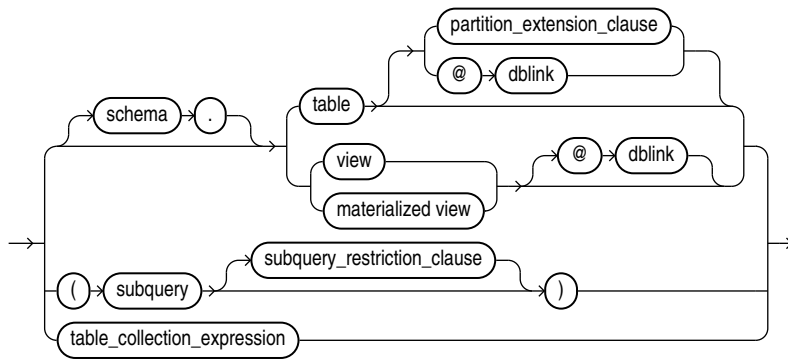 partition_extension_clause
@ dblink
schema . table
view @ dblink
materialized view
( subquery subquery_restriction_clause )
table_collection_expression